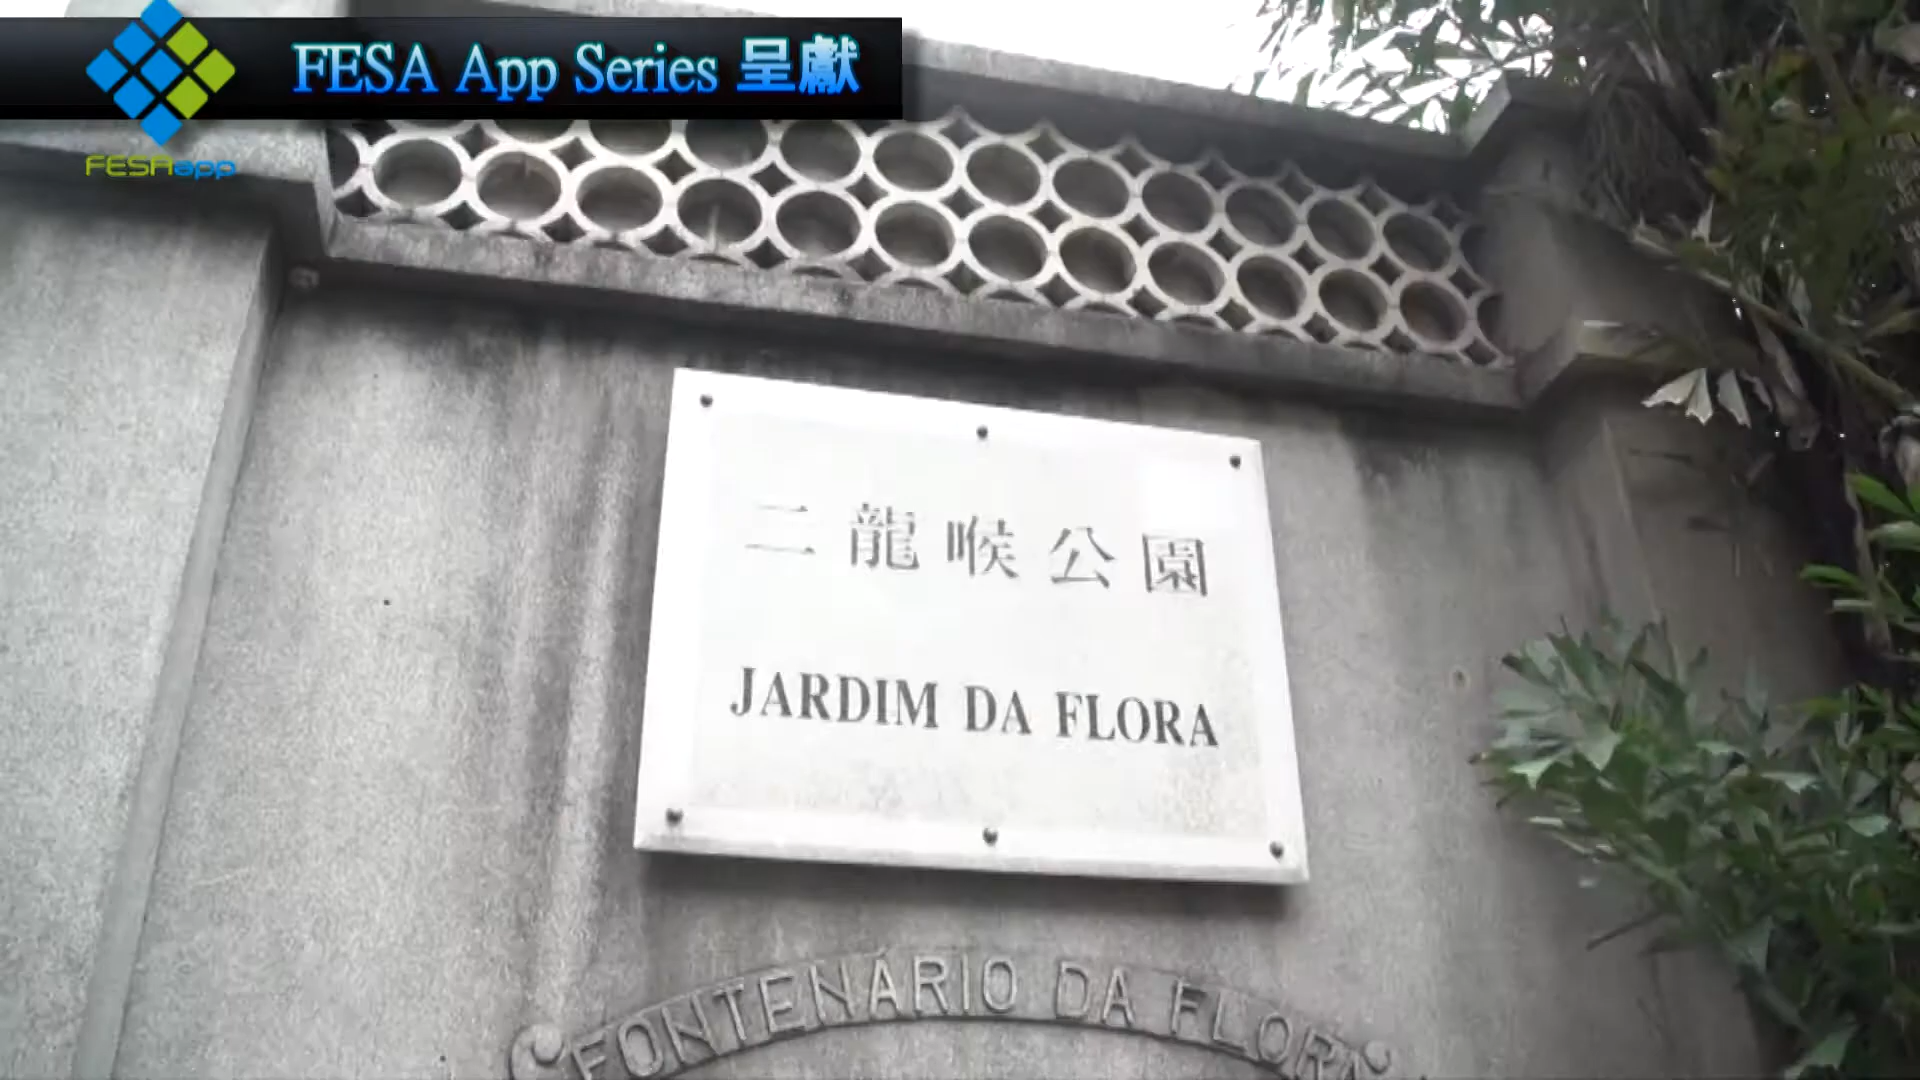 FESA App Series 呈獻
FESAapp
二龍喉公園
JARDIM DA FLORA
FONTENÁRIO DA FLORA